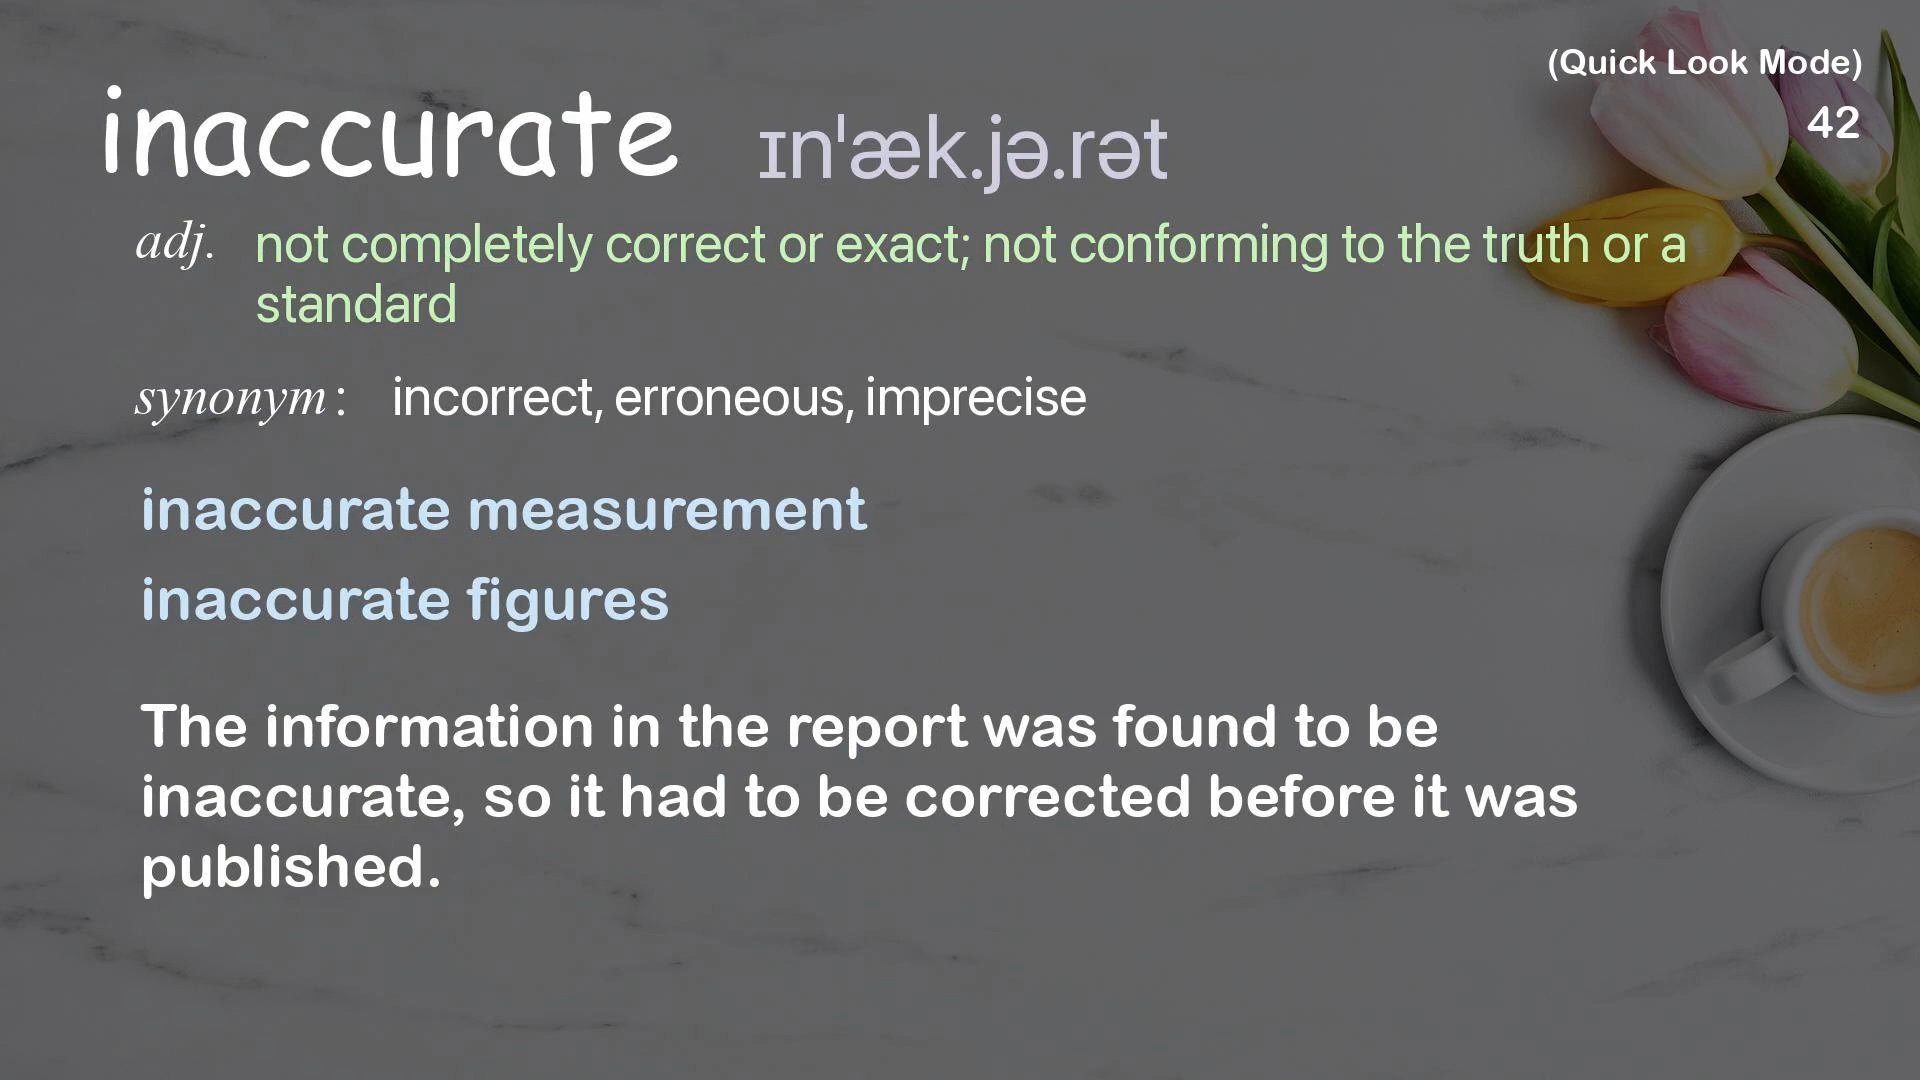 (Quick Look Mode)
42
inaccurate ɪnˈæk.jə.rət
adj. not completely correct or exact; not conforming to the truth or a
standard
synonym: incorrect, erroneous, imprecise
inaccurate measurement
inaccurate figures
The information in the report was found to be
inaccurate, so it had to be corrected before it was
published.